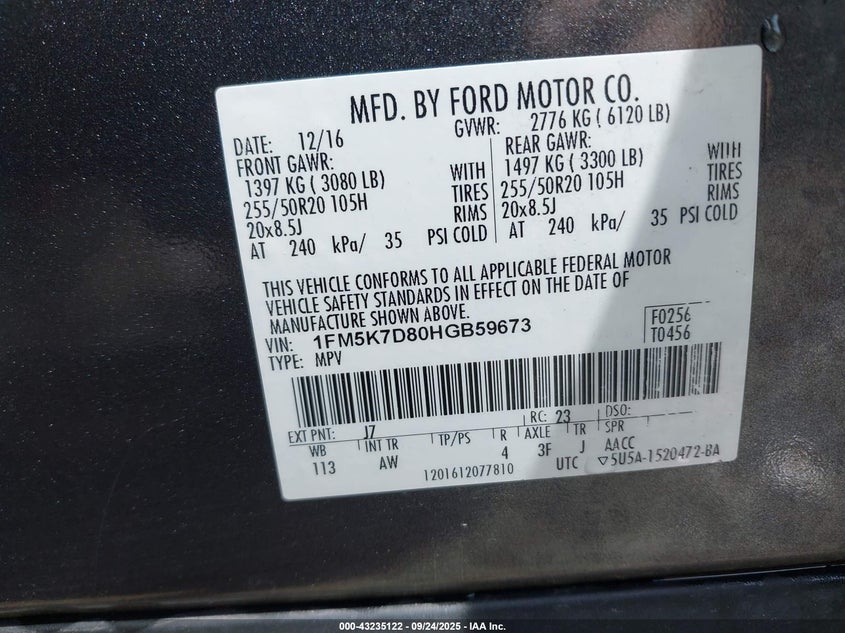 MFD. BY FORD MOTOR CO.
DATE: 12/16 GVWR: 2776 KG ( 6120 LB)
FRONT GAWR: REAR GAWR:
1397 KG ( 3080 LB) WITH 1497 KG ( 3300 LB) WITH
255/50R20 105H TIRES 255/50R20 105H TIRES
20x8.5J RIMS 20x8.5J RIMS
AT 240 kPa/ 35 PSI COLD AT 240 kPa/ 35 PSI COLD
THIS VEHICLE CONFORMS TO ALL APPLICABLE FEDERAL MOTOR
VEHICLE SAFETY STANDARDS IN EFFECT ON THE DATE OF
MANUFACTURE SHOWN ABOVE.
VIN: 1FM5K7D80HGB59673 F0256
TYPE: MPV T0456
EXT PNT: J7 RC: 23 DSO:
WB INT TR TP/PS R AXLE TR SPR
113 AW 4 3F J AACC
1201612077810 UTC ▽5U5A-1520472-BA
000-43235122 - 09/24/2025 - IAA Inc.